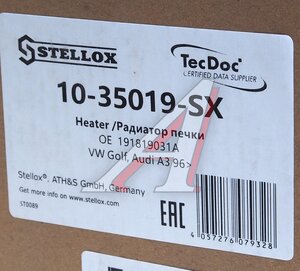 STELLOX
TecDoc
CERTIFIED DATA SUPPLIER
10-35019-SX
Heater /Радиатор печки
OE 191819031A
VW Golf, Audi A3 96>
Stellox®, ATH&S GmbH, Germany
Get more info on www.stellox.com
ST0089
EAC
4 057276 079328